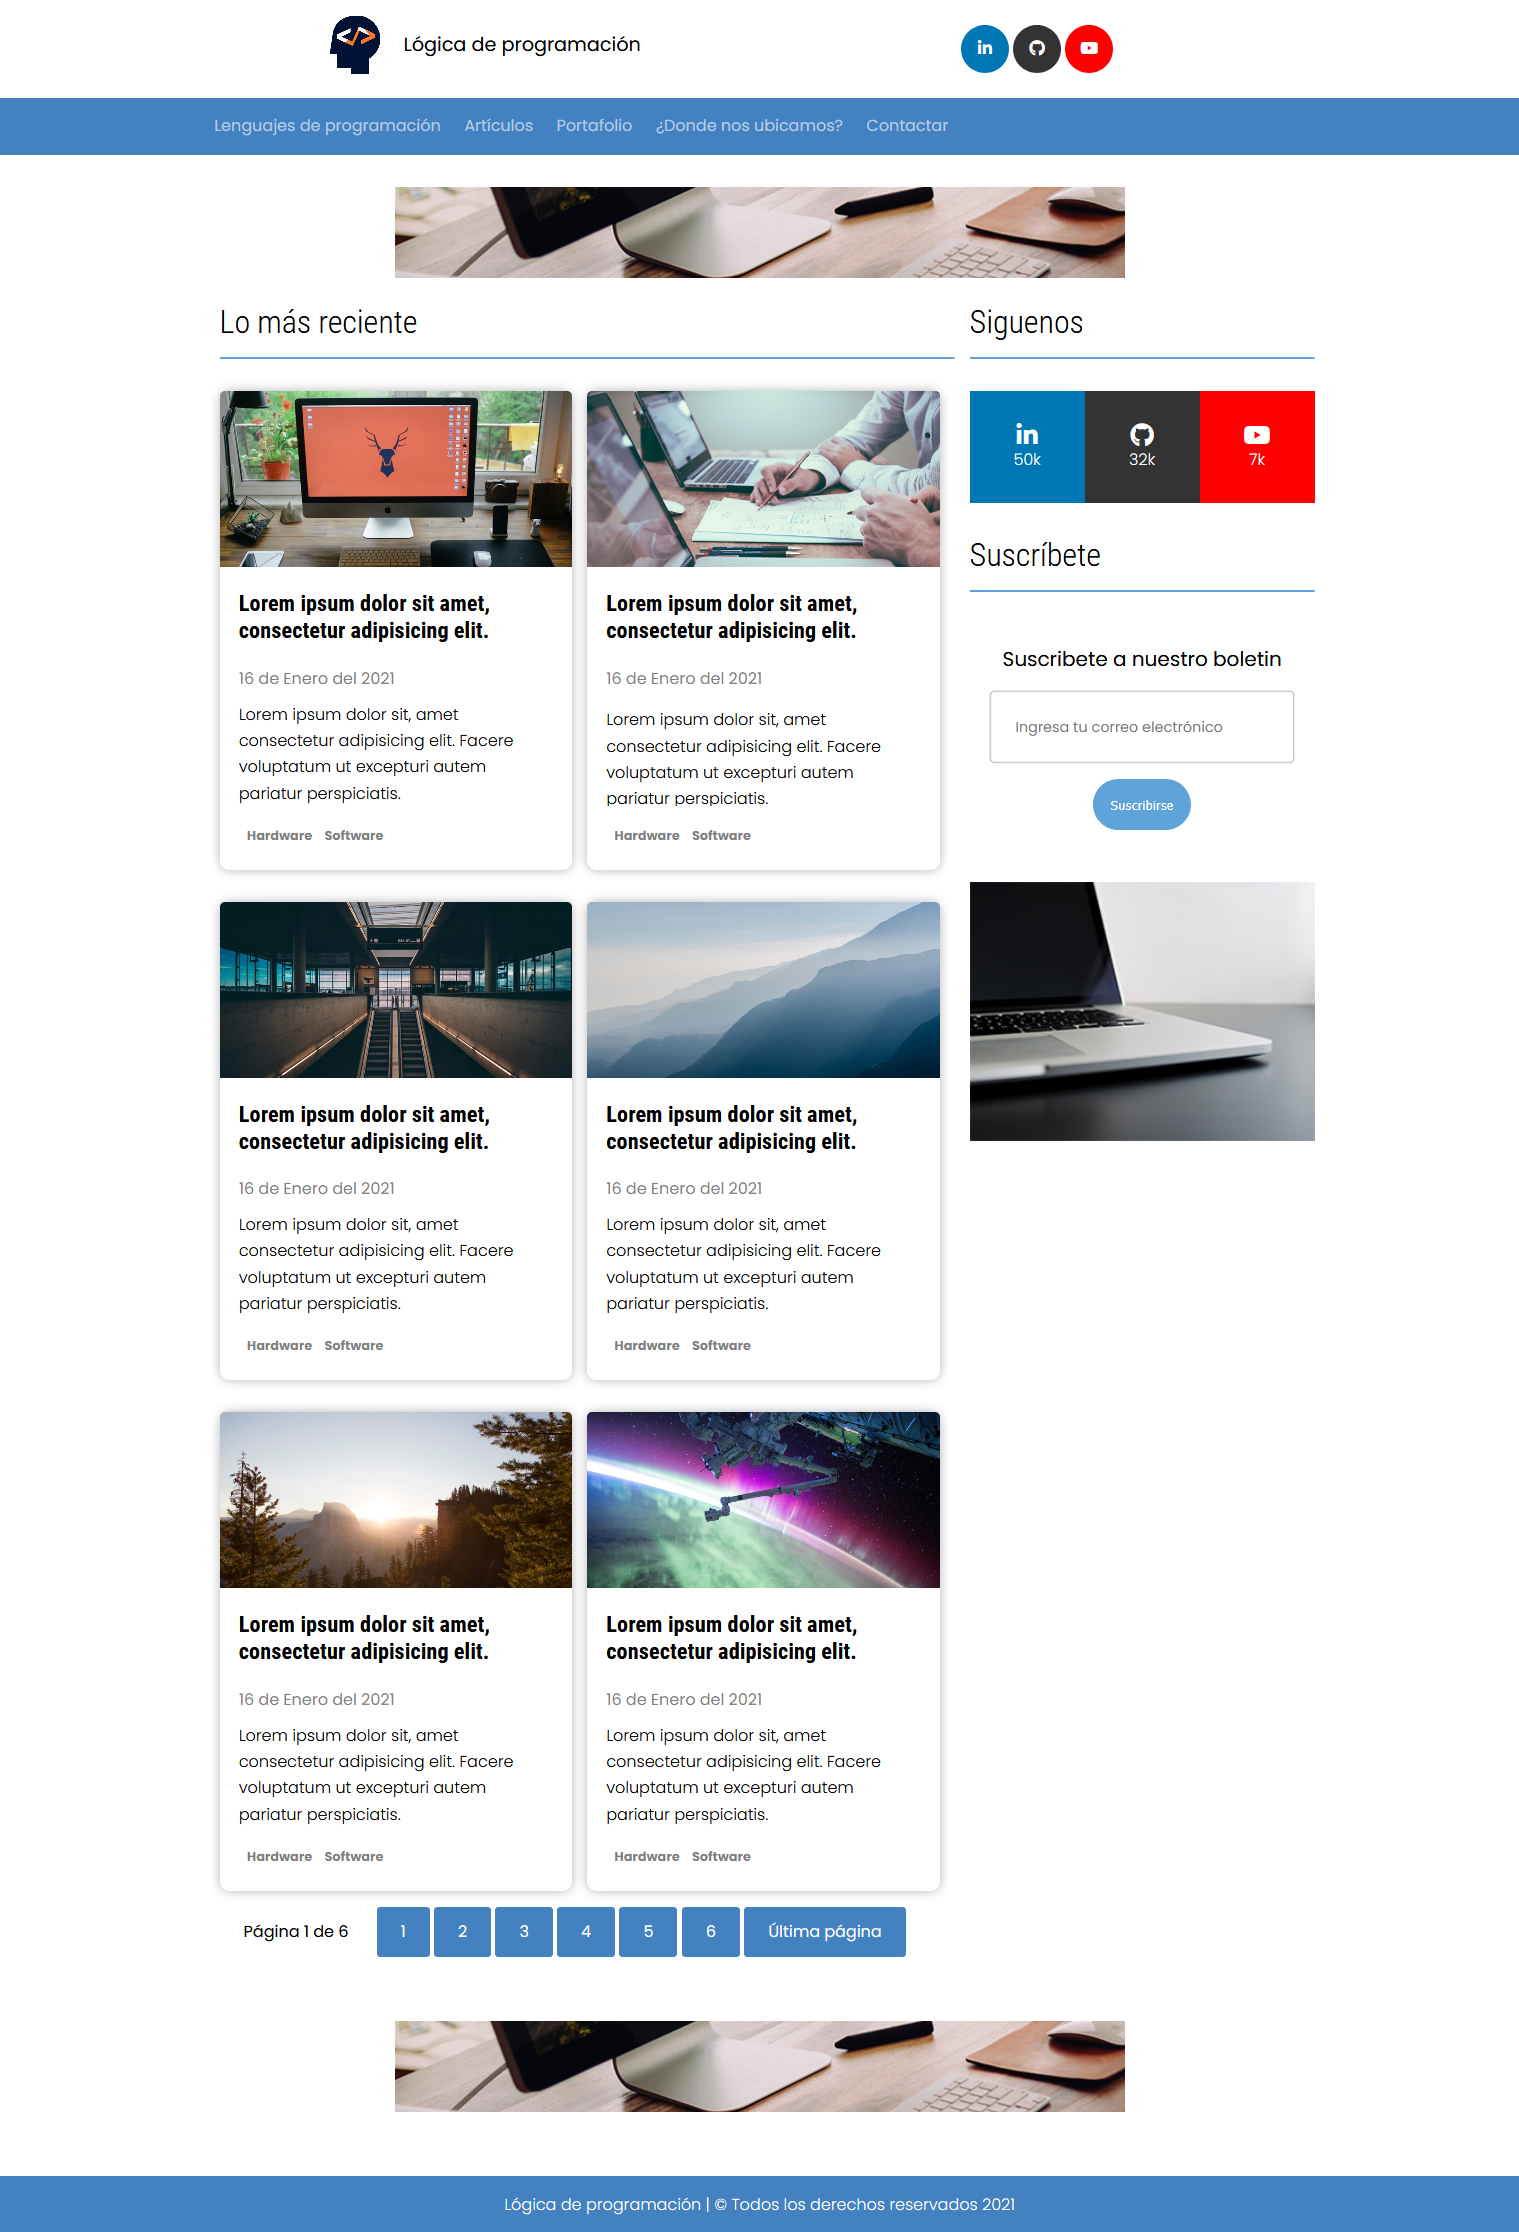 Lógica de programación
Lenguajes de programación Artículos Portafolio ¿Donde nos ubicamos? Contactar
Lo más reciente
Lorem ipsum dolor sit amet,
consectetur adipisicing elit.
16 de Enero del 2021
Lorem ipsum dolor sit, amet
consectetur adipisicing elit. Facere
voluptatum ut excepturi autem
pariatur perspiciatis.
Hardware Software
Lorem ipsum dolor sit amet,
consectetur adipisicing elit.
16 de Enero del 2021
Lorem ipsum dolor sit, amet
consectetur adipisicing elit. Facere
voluptatum ut excepturi autem
pariatur perspiciatis.
Hardware Software
Lorem ipsum dolor sit amet,
consectetur adipisicing elit.
16 de Enero del 2021
Lorem ipsum dolor sit, amet
consectetur adipisicing elit. Facere
voluptatum ut excepturi autem
pariatur perspiciatis.
Hardware Software
Lorem ipsum dolor sit amet,
consectetur adipisicing elit.
16 de Enero del 2021
Lorem ipsum dolor sit, amet
consectetur adipisicing elit. Facere
voluptatum ut excepturi autem
pariatur perspiciatis.
Hardware Software
Lorem ipsum dolor sit amet,
consectetur adipisicing elit.
16 de Enero del 2021
Lorem ipsum dolor sit, amet
consectetur adipisicing elit. Facere
voluptatum ut excepturi autem
pariatur perspiciatis.
Hardware Software
Lorem ipsum dolor sit amet,
consectetur adipisicing elit.
16 de Enero del 2021
Lorem ipsum dolor sit, amet
consectetur adipisicing elit. Facere
voluptatum ut excepturi autem
pariatur perspiciatis.
Hardware Software
Página 1 de 6 1 2 3 4 5 6 Última página
Siguenos
50k 32k 7k
Suscríbete
Suscribete a nuestro boletin
Ingresa tu correo electrónico
Suscribirse
Lógica de programación | © Todos los derechos reservados 2021